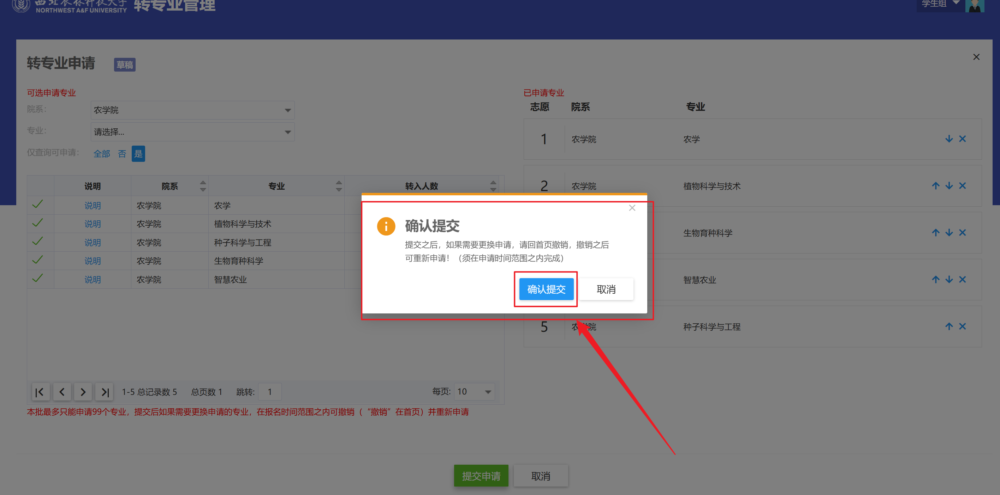 西北农林科技大学 转专业管理
NORTHWEST A&F UNIVERSITY
学生组
转专业申请 草稿
可选申请专业
院系： 农学院
专业： 请选择...
仅查询可申请： 全部 否 是
说明 院系 专业 转入人数
说明 农学院 农学
说明 农学院 植物科学与技术
说明 农学院 种子科学与工程
说明 农学院 生物育种科学
说明 农学院 智慧农业
1-5 总记录数 5 总页数 1 跳转: 1 每页: 10
本批最多只能申请99个专业，提交后如果需要更换申请的专业，在报名时间范围之内可撤销（“撤销”在首页）并重新申请
已申请专业
志愿 院系 专业
1 农学院 农学
2 农学院 植物科学与技术
生物育种科学
智慧农业
5 农学院 种子科学与工程
确认提交
提交之后，如果需要更换申请，请回首页撤销，撤销之后
可重新申请！（须在申请时间范围之内完成）
确认提交 取消
提交申请 取消